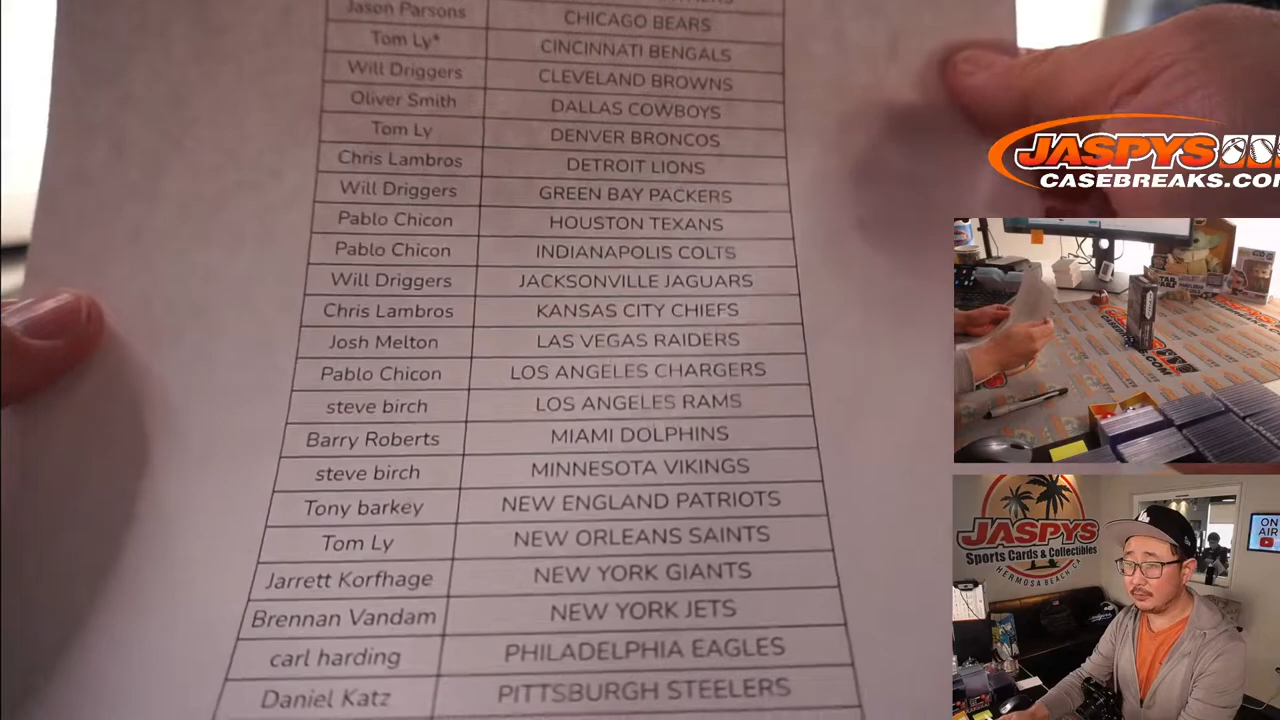 Jason Parsons CHICAGO BEARS
Tom Ly* CINCINNATI BENGALS
Will Driggers CLEVELAND BROWNS
Oliver Smith DALLAS COWBOYS
Tom Ly DENVER BRONCOS
Chris Lambros DETROIT LIONS
Will Driggers GREEN BAY PACKERS
Pablo Chicon HOUSTON TEXANS
Pablo Chicon INDIANAPOLIS COLTS
Will Driggers JACKSONVILLE JAGUARS
Chris Lambros KANSAS CITY CHIEFS
Josh Melton LAS VEGAS RAIDERS
Pablo Chicon LOS ANGELES CHARGERS
steve birch LOS ANGELES RAMS
Barry Roberts MIAMI DOLPHINS
steve birch MINNESOTA VIKINGS
Tony barkey NEW ENGLAND PATRIOTS
Tom Ly NEW ORLEANS SAINTS
Jarrett Korfhage NEW YORK GIANTS
Brennan Vandam NEW YORK JETS
carl harding PHILADELPHIA EAGLES
Daniel Katz PITTSBURGH STEELERS
JASPYS
CASEBREAKS.COM
JASPYS
Sports Cards & Collectibles
HERMOSA BEACH CA
ON
AIR